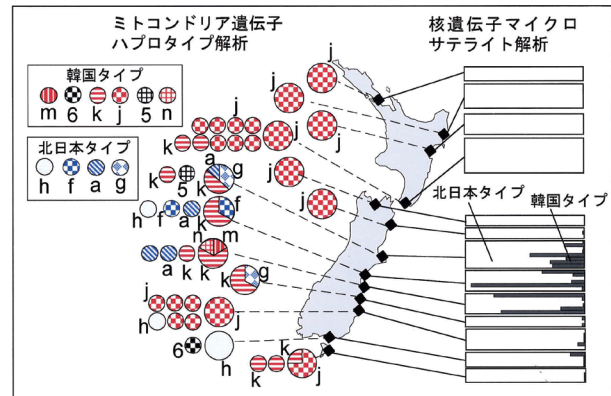 ミトコンドリア遺伝子
ハプロタイプ解析
核遺伝子マイクロ
サテライト解析
韓国タイプ
m 6 k j 5 n
北日本タイプ
h f a g
j
j
j
j
k
a
g
k 5 k
j
j
h f a k f
n m
a k k
k g
j
h j
6 h
k k k j
北日本タイプ 韓国タイプ